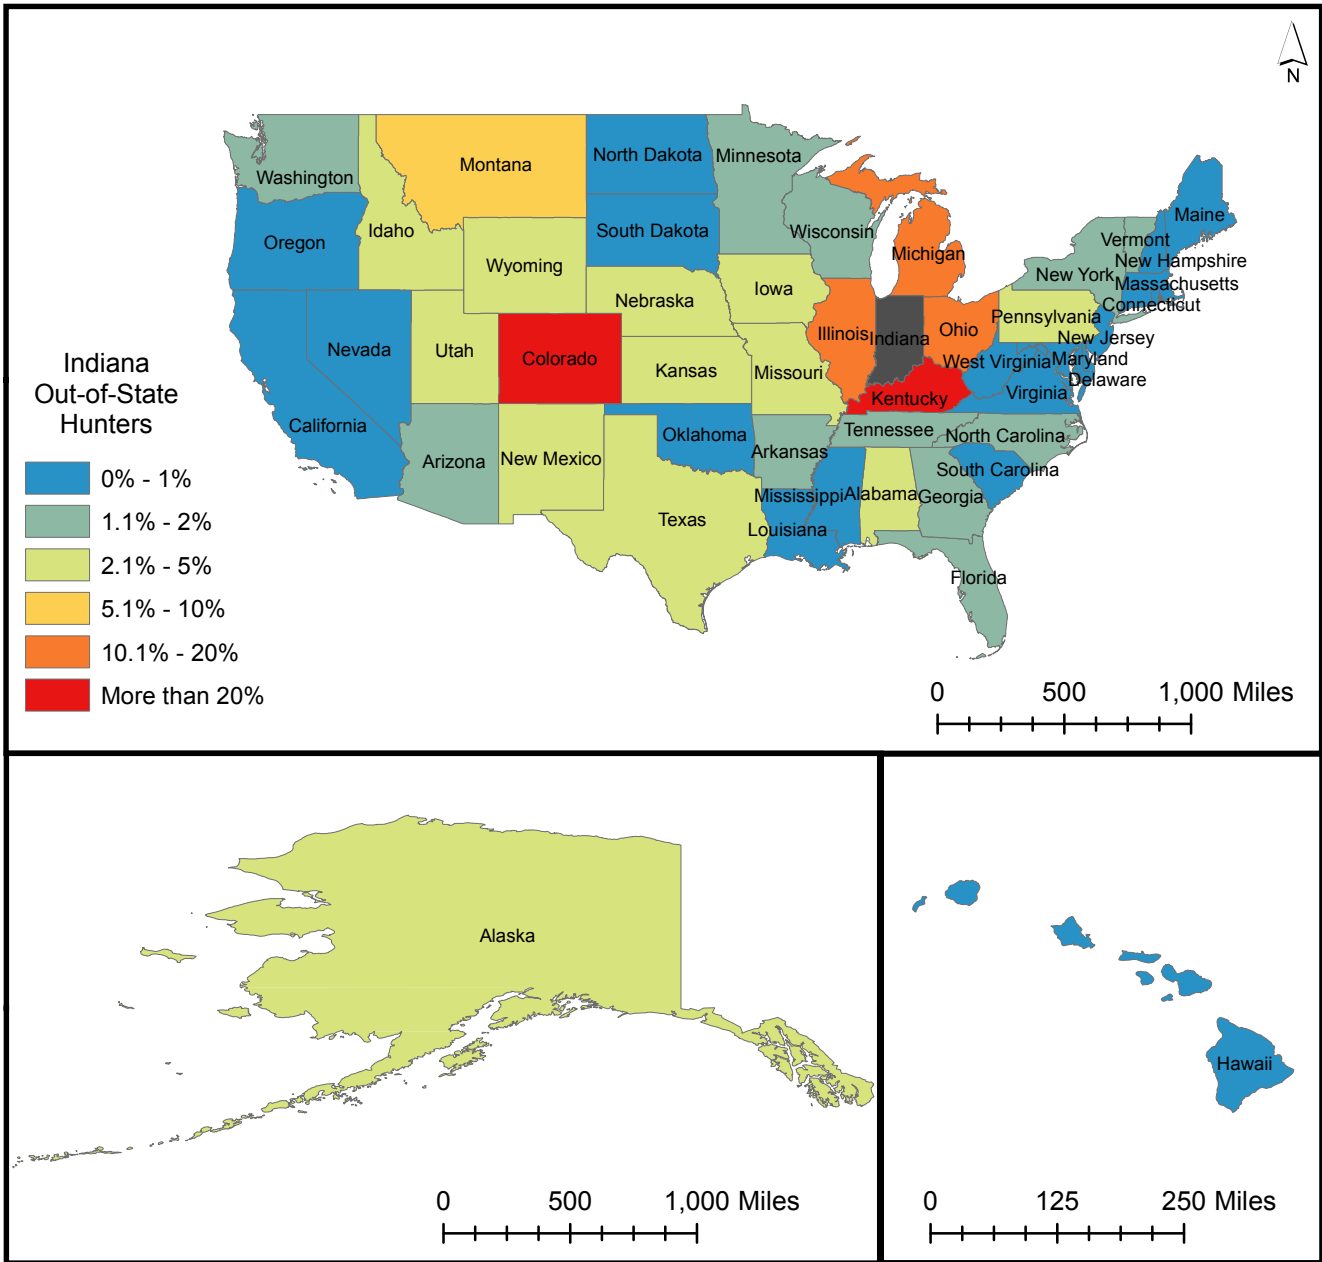 N
Washington
Montana
North Dakota
Minnesota
Maine
Oregon
Idaho
South Dakota
Wisconsin
Michigan
Vermont
New Hampshire
Wyoming
New York
Massachusetts
Connecticut
Nebraska
Iowa
Pennsylvania
Nevada
Utah
Colorado
Kansas
Missouri
Illinois
Indiana
Ohio
New Jersey
West Virginia
Maryland
Delaware
Virginia
Kentucky
California
Arizona
New Mexico
Oklahoma
Arkansas
Tennessee
North Carolina
South Carolina
Texas
Mississippi
Alabama
Georgia
Louisiana
Florida
Indiana
Out-of-State
Hunters
0% - 1%
1.1% - 2%
2.1% - 5%
5.1% - 10%
10.1% - 20%
More than 20%
0 500 1,000 Miles
Alaska
0 500 1,000 Miles
Hawaii
0 125 250 Miles